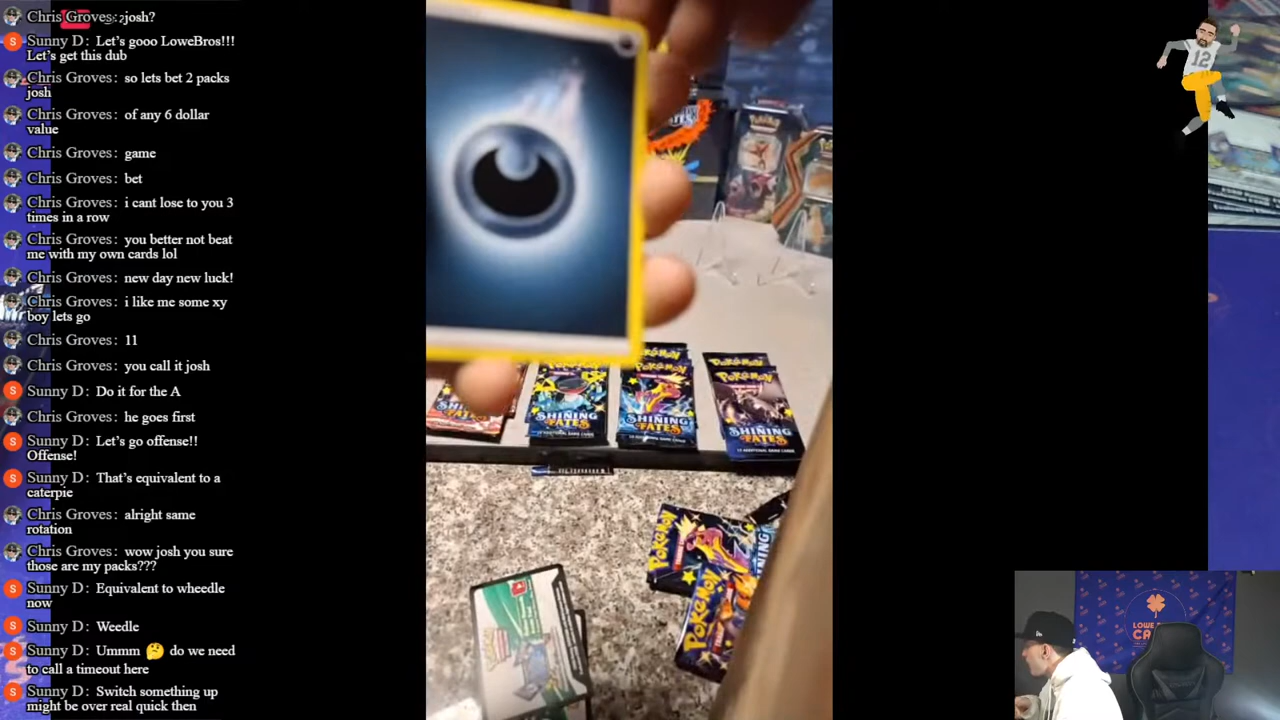 Chris Groves: josh?
Sunny D: Let's gooo LoweBros!!!
Let's get this dub
Chris Groves: so lets bet 2 packs
josh
Chris Groves: of any 6 dollar
value
Chris Groves: game
Chris Groves: bet
Chris Groves: i cant lose to you 3
times in a row
Chris Groves: you better not beat
me with my own cards lol
Chris Groves: new day new luck!
Chris Groves: i like me some xy
boy lets go
Chris Groves: 11
Chris Groves: you call it josh
Sunny D: Do it for the A
Chris Groves: he goes first
Sunny D: Let's go offense!!
Offense!
Sunny D: That's equivalent to a
caterpie
Chris Groves: alright same
rotation
Chris Groves: wow josh you sure
those are my packs???
Sunny D: Equivalent to wheedle
now
Sunny D: Weedle
Sunny D: Ummm 🤔 do we need
to call a timeout here
Sunny D: Switch something up
might be over real quick then
12
POKéMON
POKéMON
POKéMON
SHINING
FATES
SHINING
FATES
SHINING
FATES
POKéMON
POKéMON
LOWE